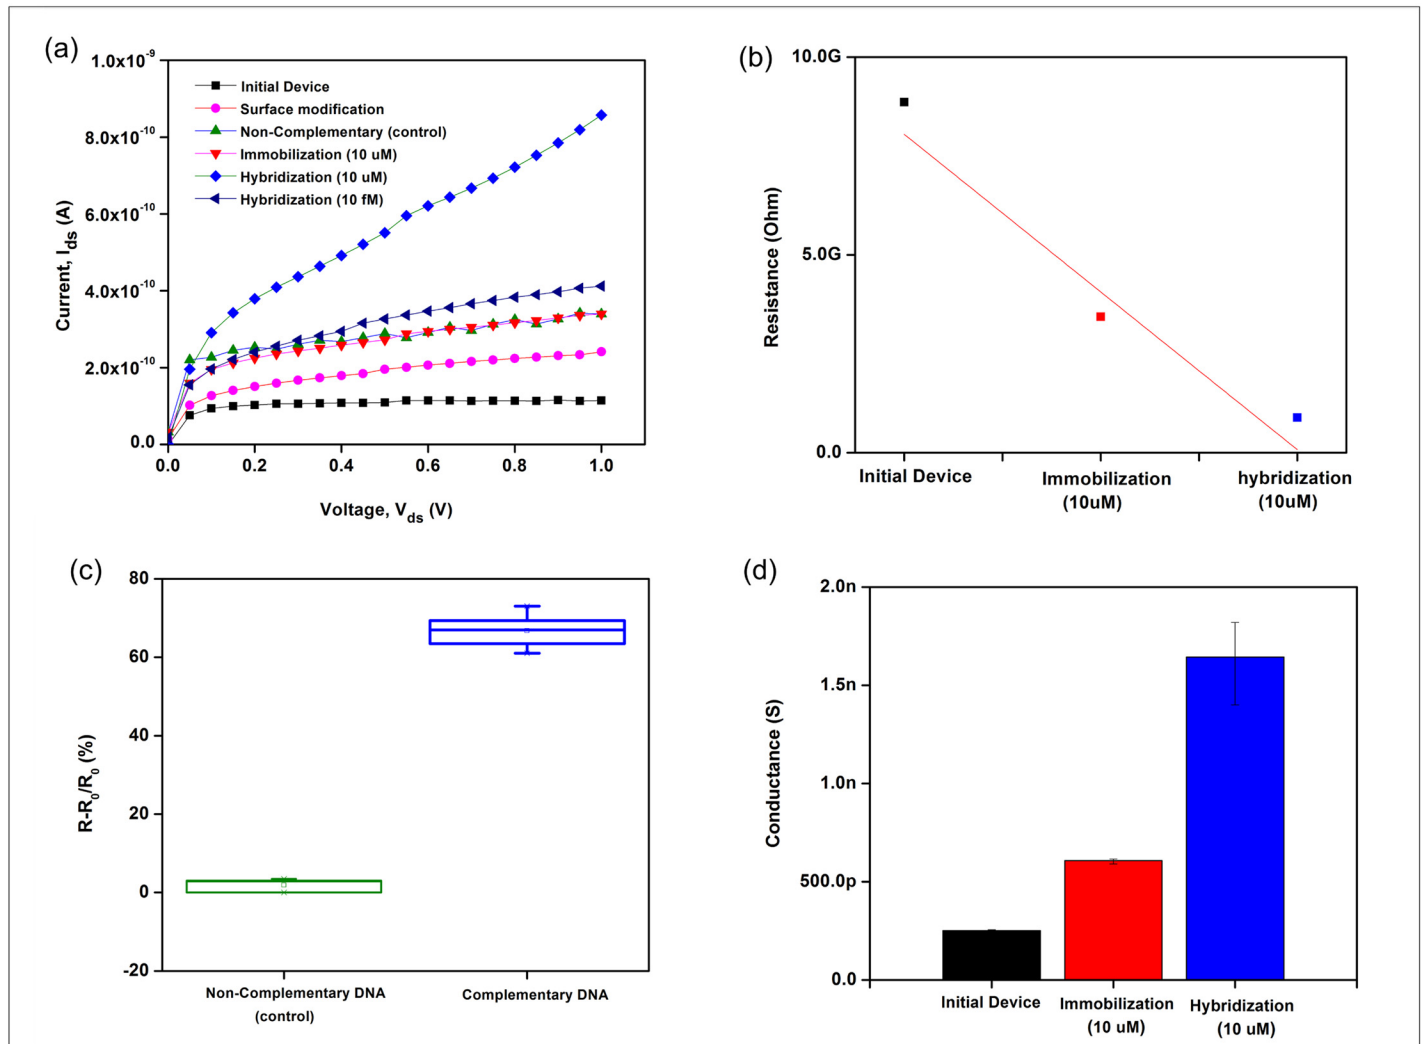 (a)
1.0x10-9
8.0x10-10
6.0x10-10
4.0x10-10
2.0x10-10
0.0
Current, Ids (A)
Initial Device
Surface modification
Non-Complementary (control)
Immobilization (10 uM)
Hybridization (10 uM)
Hybridization (10 fM)
0.0 0.2 0.4 0.6 0.8 1.0
Voltage, Vds (V)
(b)
10.0G
5.0G
0.0
Resistance (Ohm)
Initial Device
Immobilization
(10uM)
hybridization
(10uM)
(c)
80
60
40
20
0
-20
R-R0/R0 (%)
Non-Complementary DNA
(control)
Complementary DNA
(d)
2.0n
1.5n
1.0n
500.0p
0.0
Conductance (S)
Initial Device
Immobilization
(10 uM)
Hybridization
(10 uM)